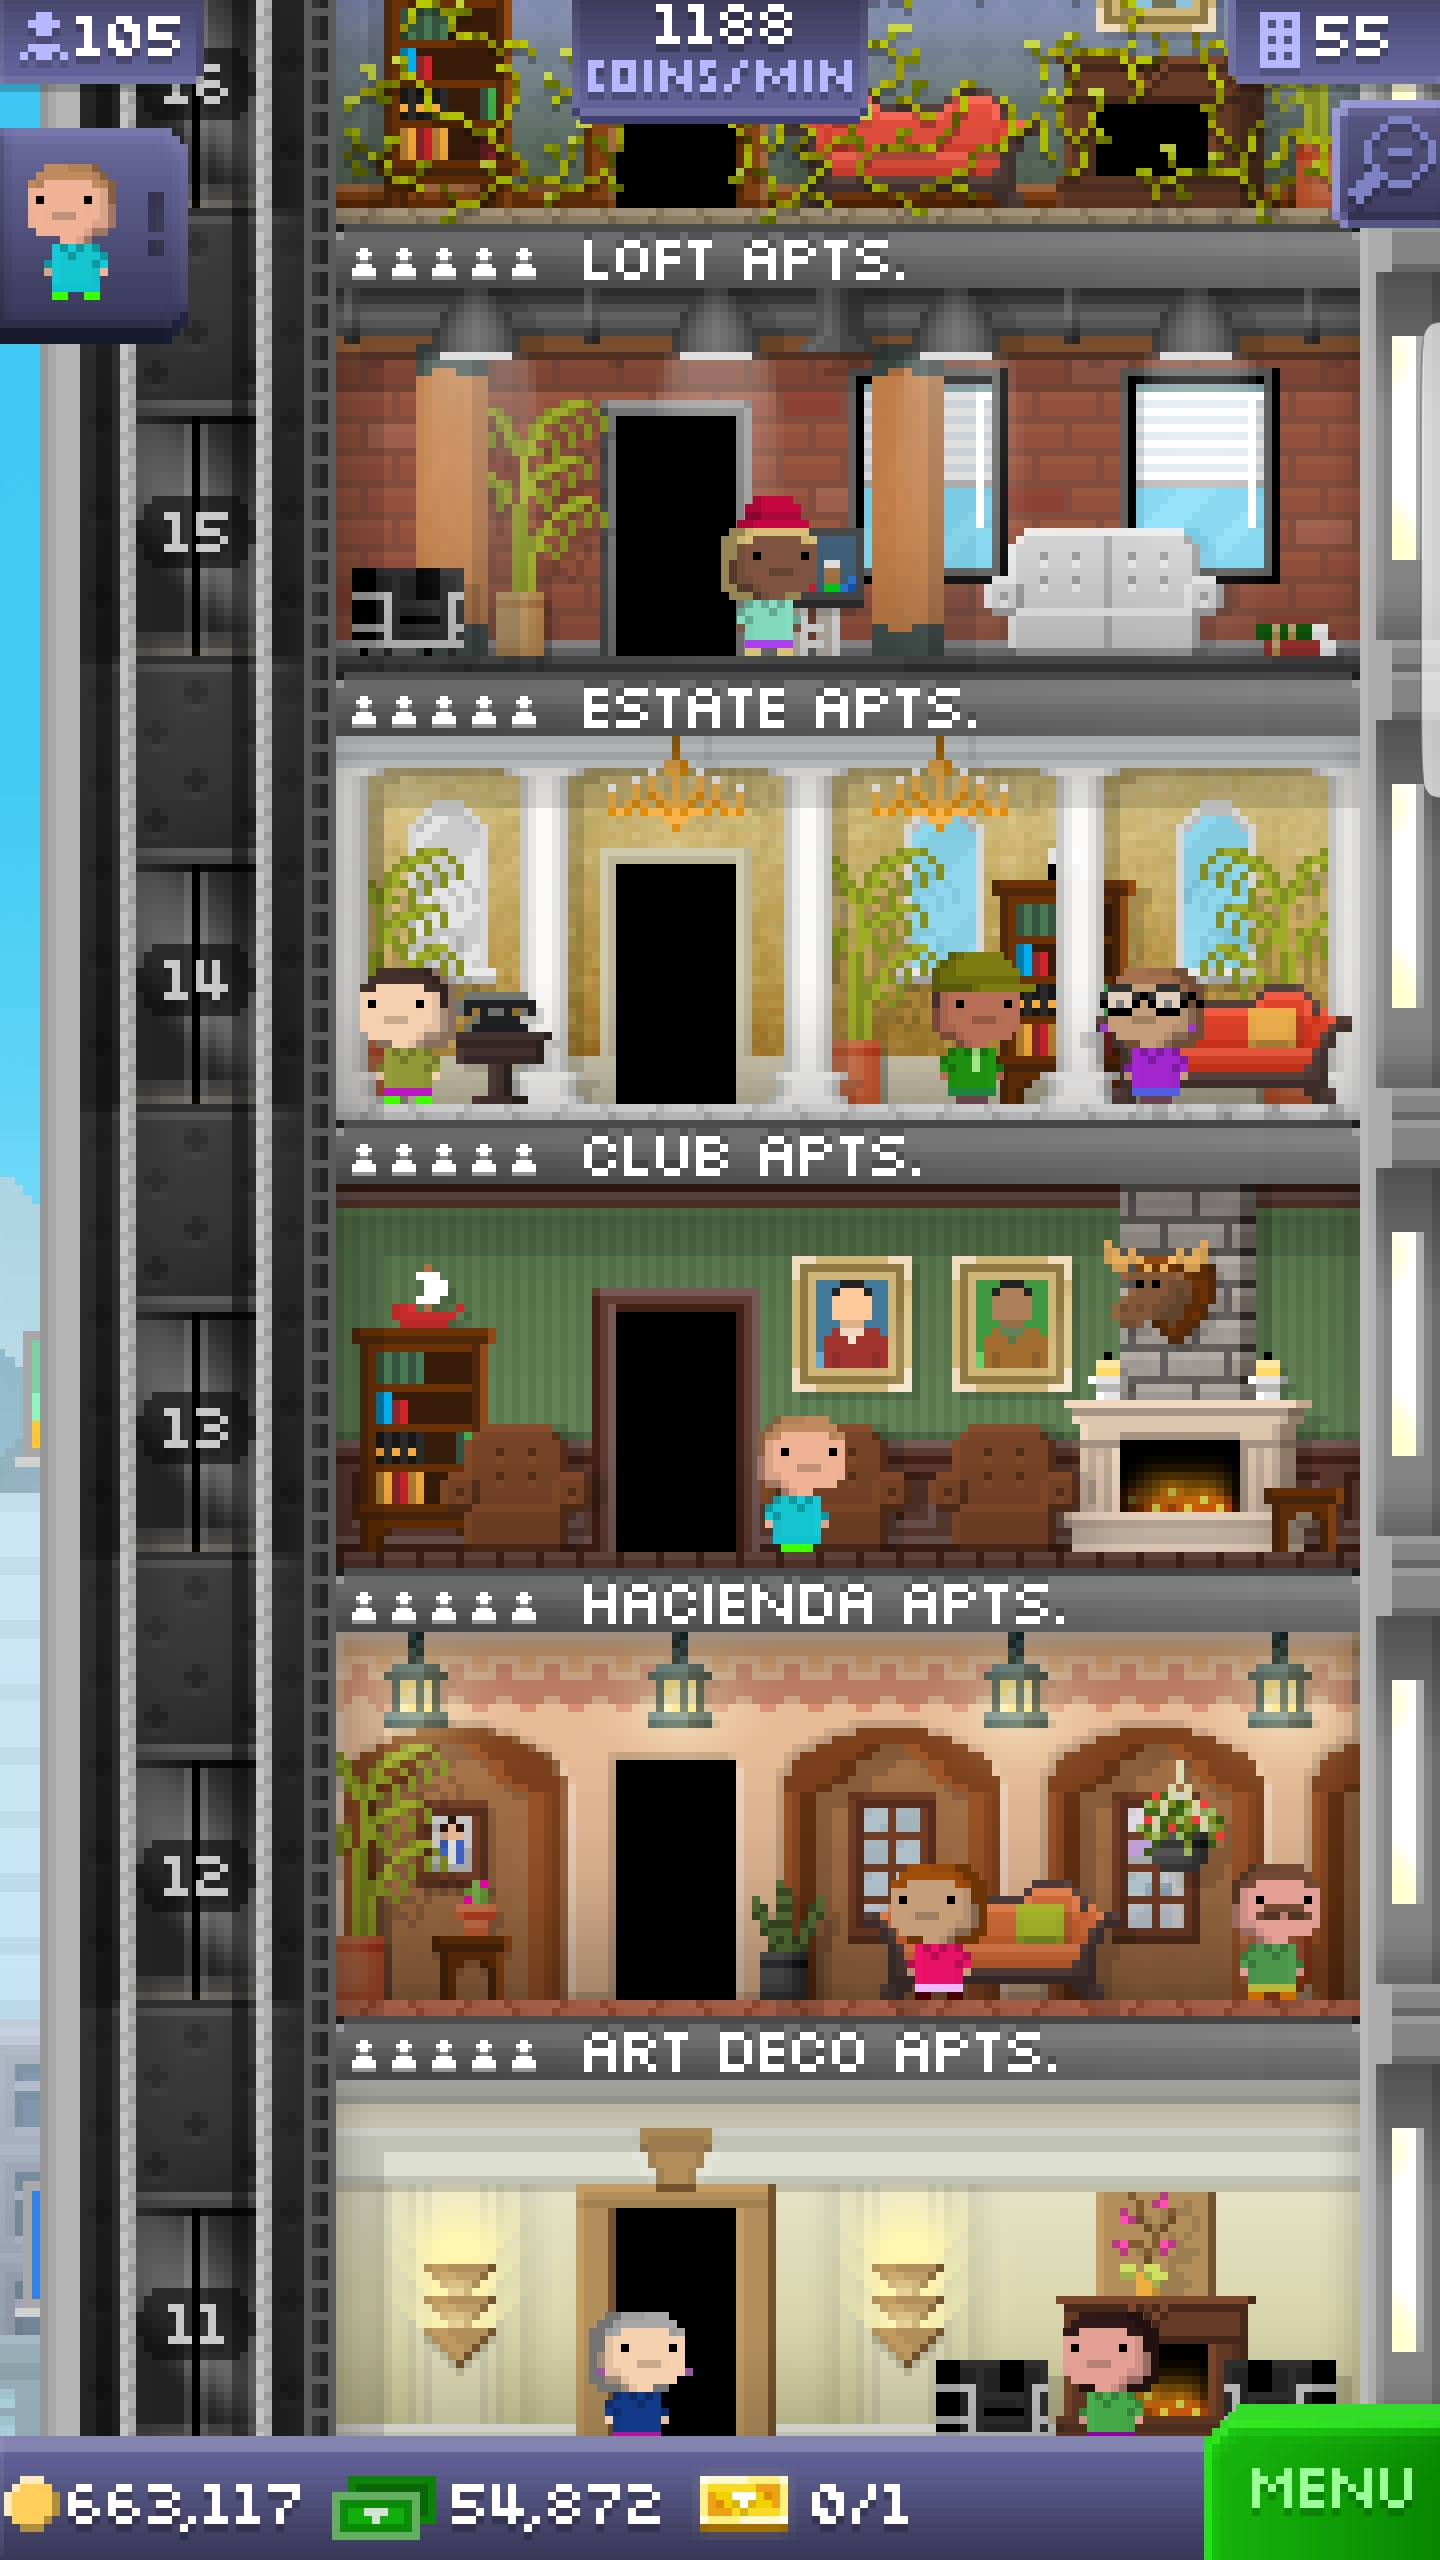 105
1188
COINS/MIN
55
16
!
LOFT APTS.
15
ESTATE APTS.
14
CLUB APTS.
13
HACIENDA APTS.
12
ART DECO APTS.
11
663,117 54,872 0/1
MENU